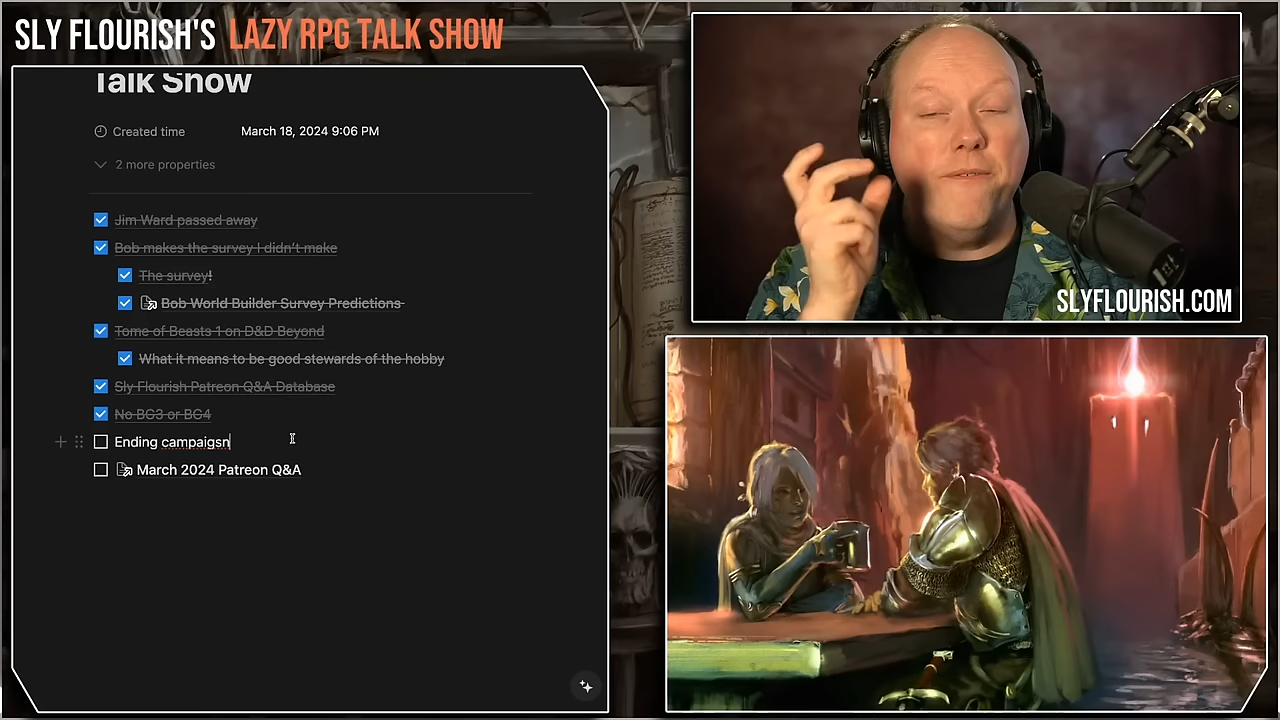 SLY FLOURISH'S LAZY RPG TALK SHOW
Talk Show
Created time March 18, 2024 9:06 PM
2 more properties
Jim Ward passed away
Bob makes the survey I didn't make
The survey!
Bob World Builder Survey Predictions
Tome of Beasts 1 on D&D Beyond
What it means to be good stewards of the hobby
Sly Flourish Patreon Q&A Database
No BG3 or BG4
Ending campaigsn
March 2024 Patreon Q&A
SLYFLOURISH.COM